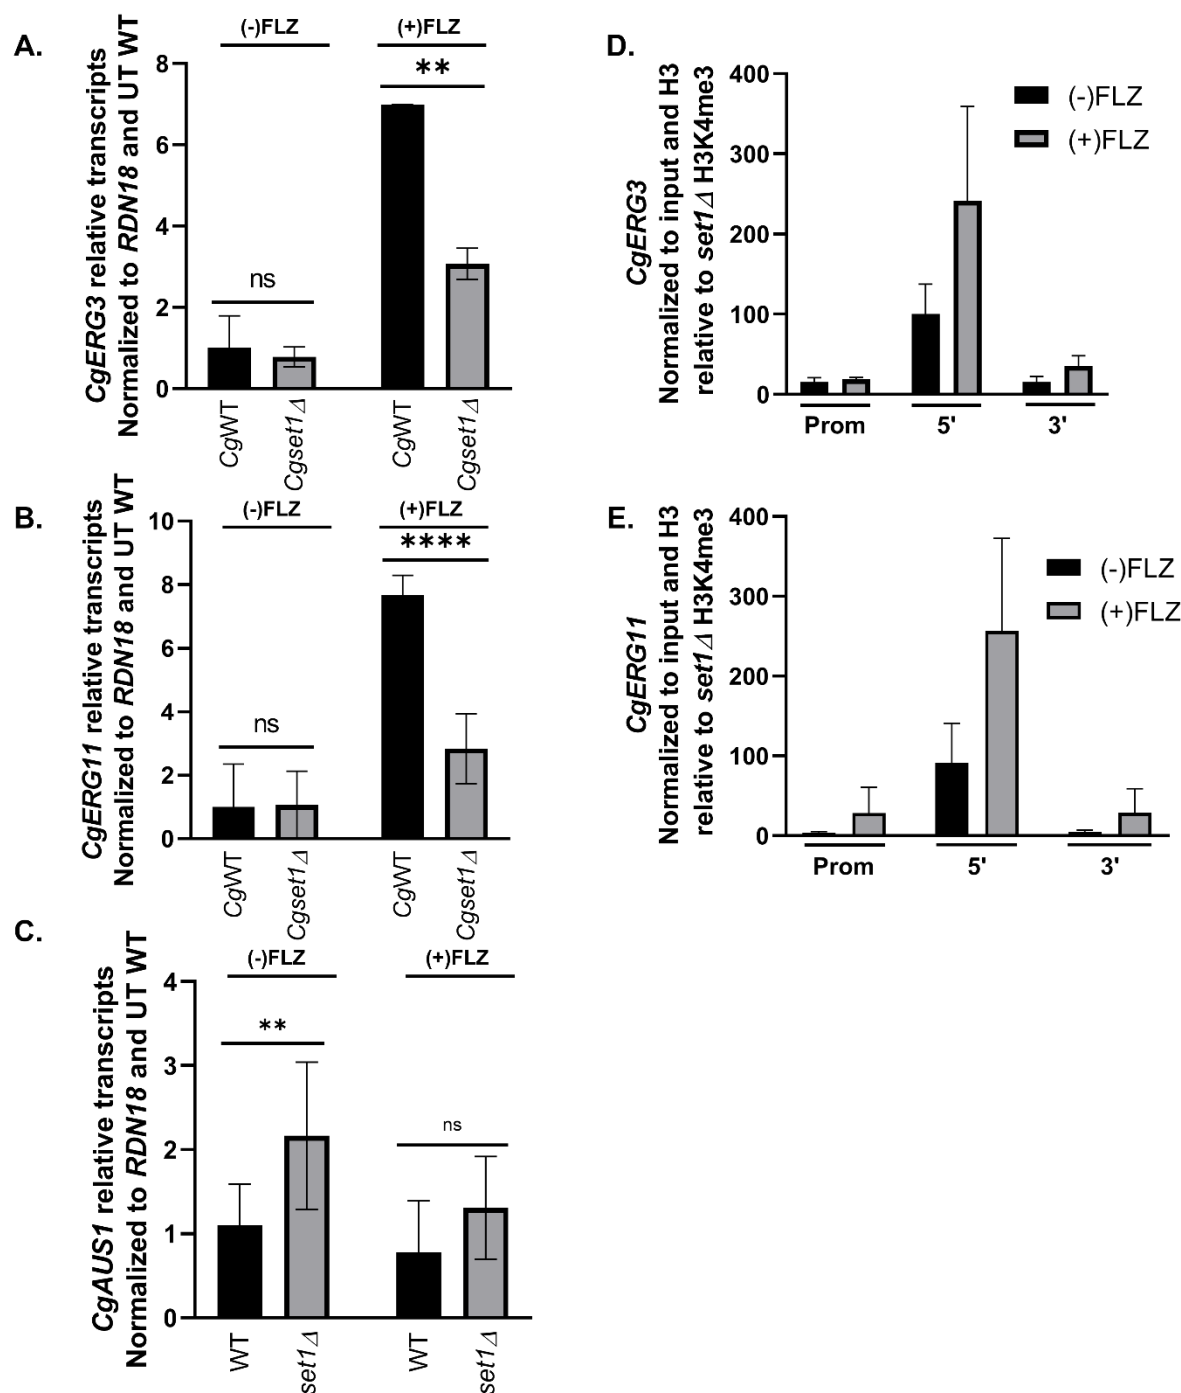 A.
(-)FLZ
(+)FLZ
CgERG3 relative transcripts
Normalized to RDN18 and UT WT
8
6
4
2
0
ns
**
CgWT
Cgset1Δ
CgWT
Cgset1Δ
B.
(-)FLZ
(+)FLZ
CgERG11 relative transcripts
Normalized to RDN18 and UT WT
10
8
6
4
2
0
ns
****
CgWT
Cgset1Δ
CgWT
Cgset1Δ
C.
(-)FLZ
(+)FLZ
CgAUS1 relative transcripts
Normalized to RDN18 and UT WT
4
3
2
1
0
**
ns
WT
set1Δ
WT
set1Δ
D.
CgERG3
Normalized to input and H3
relative to set1Δ H3K4me3
400
300
200
100
0
(-)FLZ
(+)FLZ
Prom
5'
3'
E.
CgERG11
Normalized to input and H3
relative to set1Δ H3K4me3
400
300
200
100
0
(-)FLZ
(+)FLZ
Prom
5'
3'